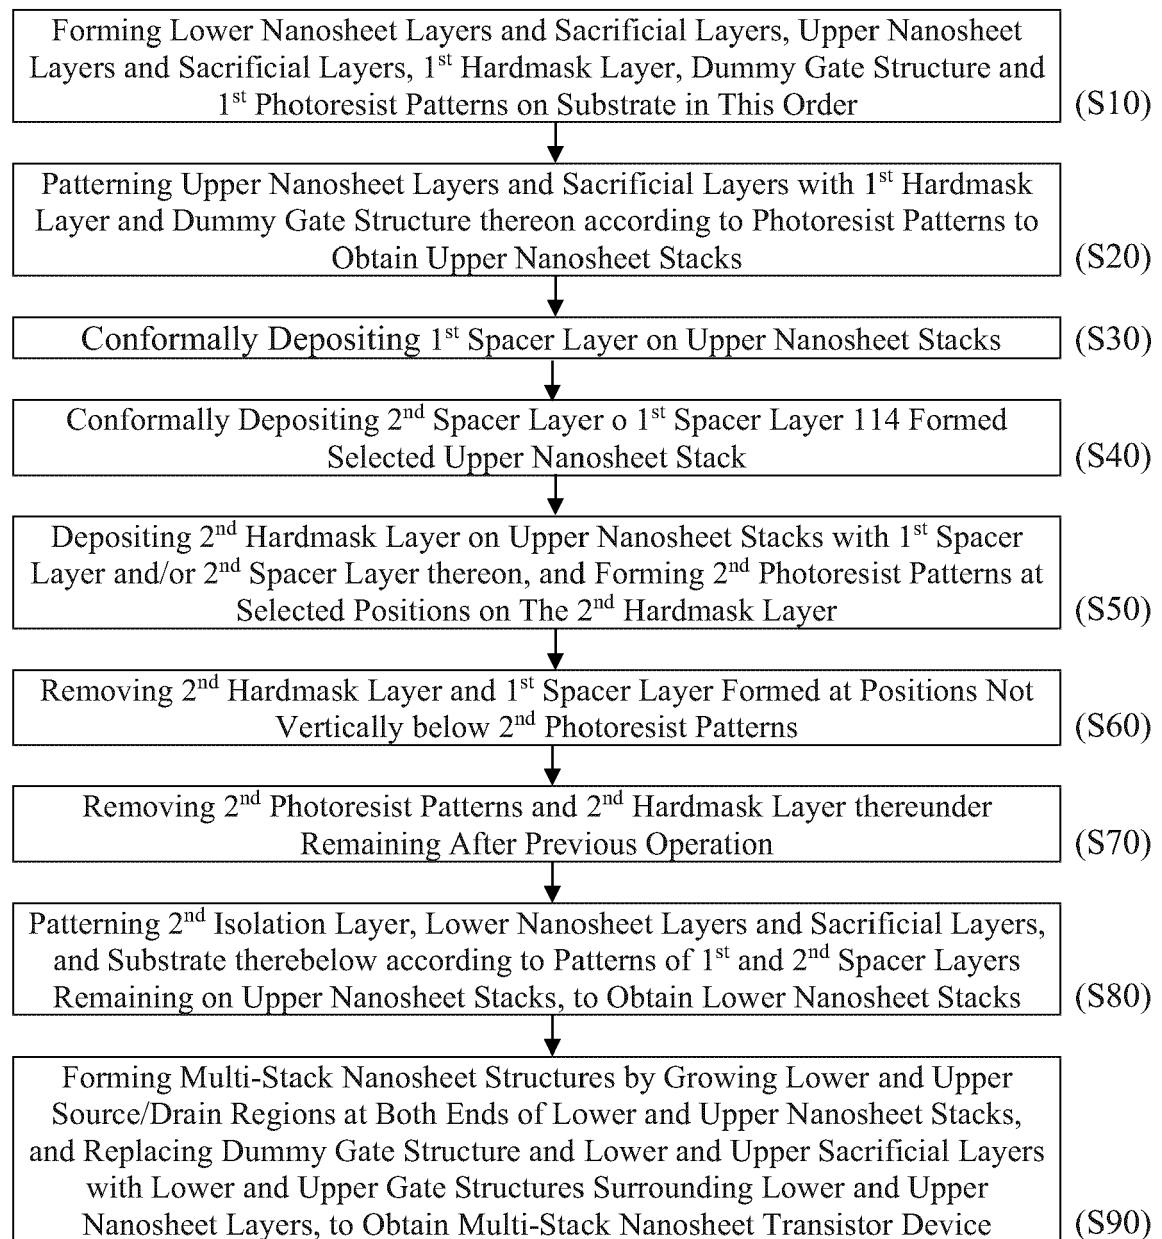 Forming Lower Nanosheet Layers and Sacrificial Layers, Upper Nanosheet
Layers and Sacrificial Layers, 1st Hardmask Layer, Dummy Gate Structure and
1st Photoresist Patterns on Substrate in This Order
(S10)
Patterning Upper Nanosheet Layers and Sacrificial Layers with 1st Hardmask
Layer and Dummy Gate Structure thereon according to Photoresist Patterns to
Obtain Upper Nanosheet Stacks
(S20)
Conformally Depositing 1st Spacer Layer on Upper Nanosheet Stacks
(S30)
Conformally Depositing 2nd Spacer Layer o 1st Spacer Layer 114 Formed
Selected Upper Nanosheet Stack
(S40)
Depositing 2nd Hardmask Layer on Upper Nanosheet Stacks with 1st Spacer
Layer and/or 2nd Spacer Layer thereon, and Forming 2nd Photoresist Patterns at
Selected Positions on The 2nd Hardmask Layer
(S50)
Removing 2nd Hardmask Layer and 1st Spacer Layer Formed at Positions Not
Vertically below 2nd Photoresist Patterns
(S60)
Removing 2nd Photoresist Patterns and 2nd Hardmask Layer thereunder
Remaining After Previous Operation
(S70)
Patterning 2nd Isolation Layer, Lower Nanosheet Layers and Sacrificial Layers,
and Substrate therebelow according to Patterns of 1st and 2nd Spacer Layers
Remaining on Upper Nanosheet Stacks, to Obtain Lower Nanosheet Stacks
(S80)
Forming Multi-Stack Nanosheet Structures by Growing Lower and Upper
Source/Drain Regions at Both Ends of Lower and Upper Nanosheet Stacks,
and Replacing Dummy Gate Structure and Lower and Upper Sacrificial Layers
with Lower and Upper Gate Structures Surrounding Lower and Upper
Nanosheet Layers, to Obtain Multi-Stack Nanosheet Transistor Device
(S90)